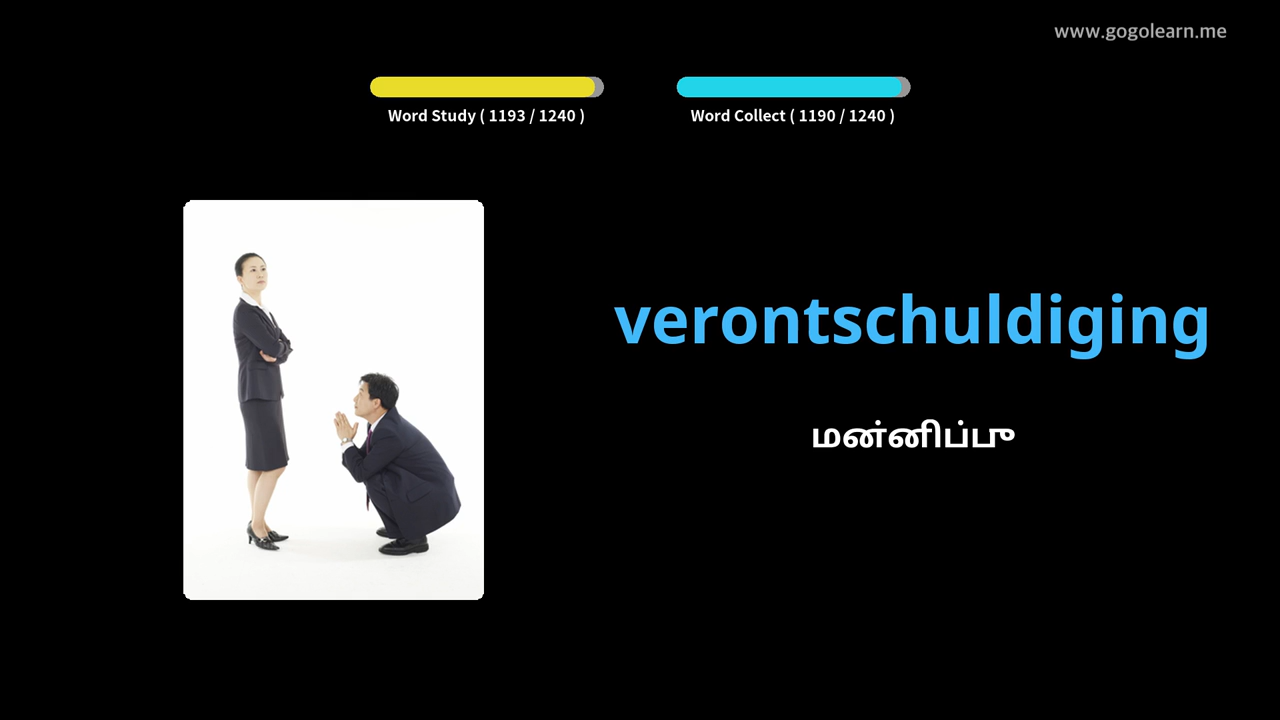 www.gogolearn.me
Word Study ( 1193 / 1240 )
Word Collect ( 1190 / 1240 )
verontschuldiging
மன்னிப்பு